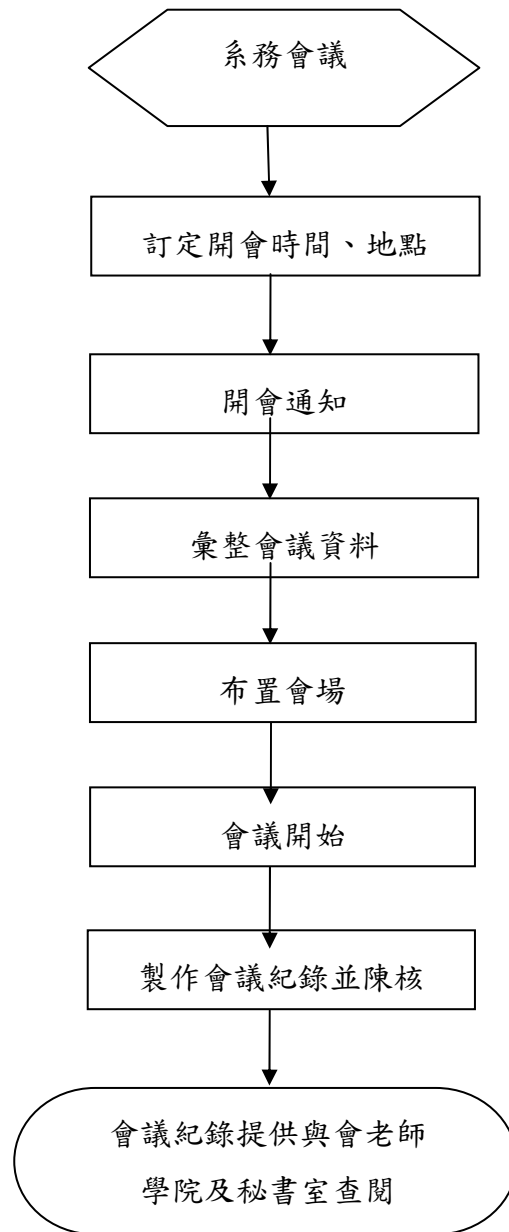 系務會議
訂定開會時間、地點
開會通知
彙整會議資料
布置會場
會議開始
製作會議紀錄並陳核
會議紀錄提供與會老師
學院及秘書室查閱